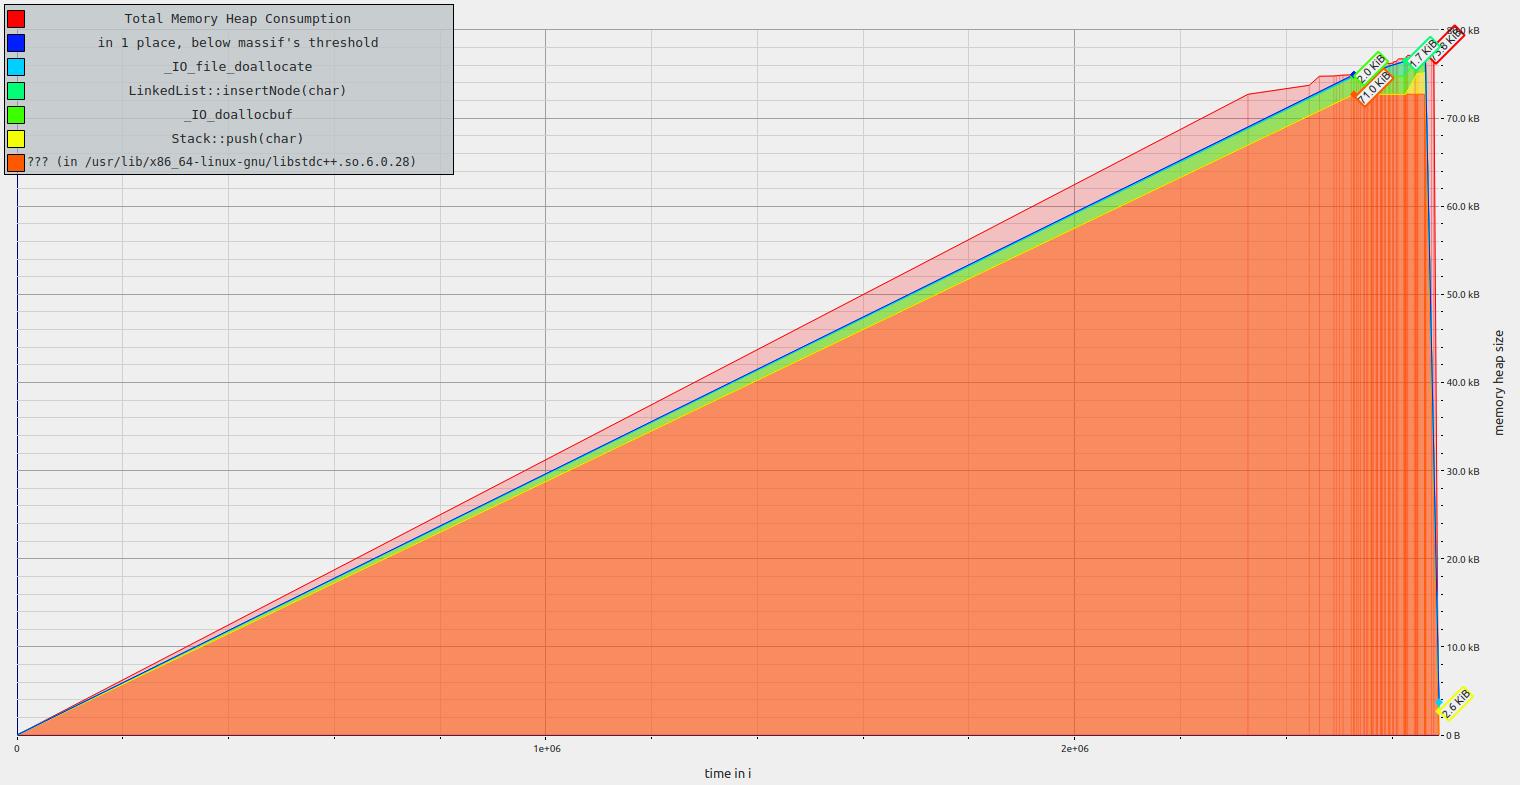 Total Memory Heap Consumption
in 1 place, below massif's threshold
_IO_file_doallocate
LinkedList::insertNode(char)
_IO_doallocbuf
Stack::push(char)
??? (in /usr/lib/x86_64-linux-gnu/libstdc++.so.6.0.28)
2.0 KiB
71.0 KiB
1.7 KiB
2.6 KiB
70.0 kB
60.0 kB
50.0 kB
40.0 kB
30.0 kB
20.0 kB
10.0 kB
0 B
memory heap size
0
1e+06
2e+06
time in i